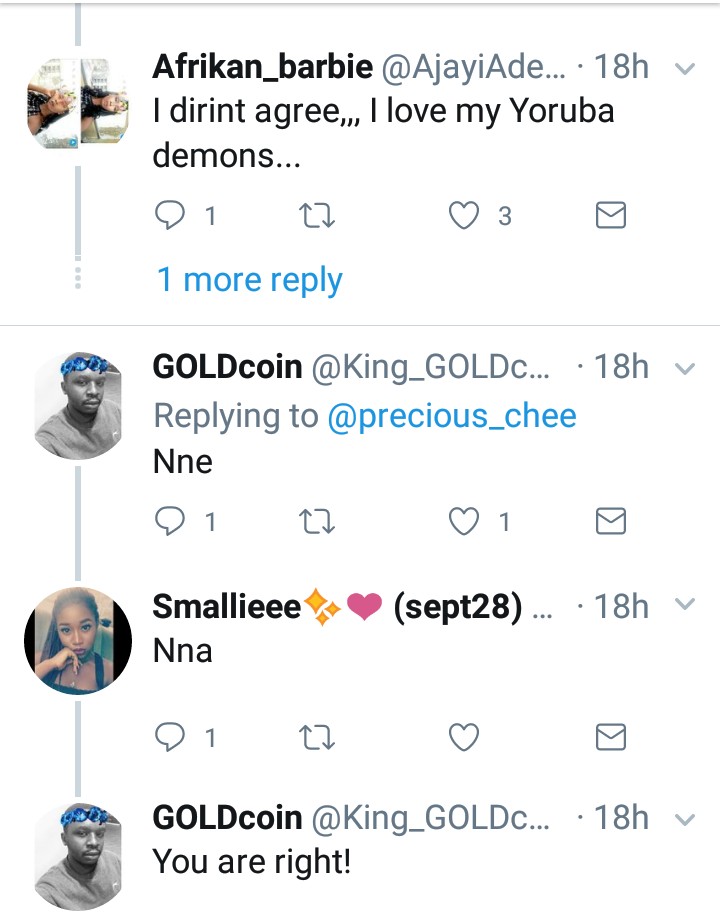 Afrikan_barbie @AjayiAde... · 18h
I dirint agree,,, I love my Yoruba
demons...
1 3
1 more reply
GOLDcoin @King_GOLDc... · 18h
Replying to @precious_chee
Nne
1 1
Smallieee✨❤ (sept28) ... · 18h
Nna
1
GOLDcoin @King_GOLDc... · 18h
You are right!